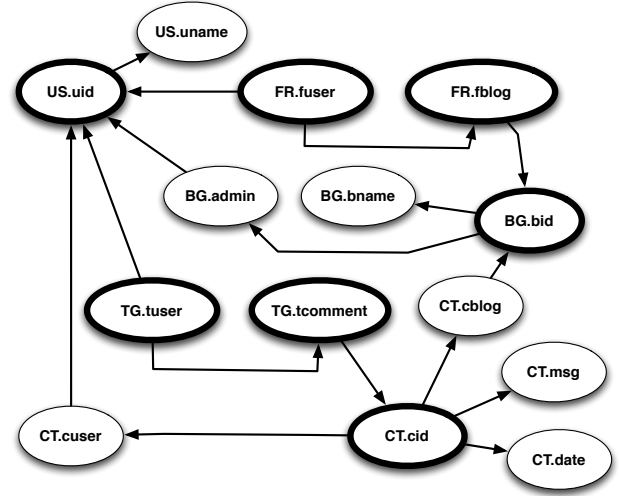 US.uname
US.uid
FR.fuser
FR.fblog
BG.admin
BG.bname
BG.bid
TG.tuser
TG.tcomment
CT.cblog
CT.msg
CT.cuser
CT.cid
CT.date